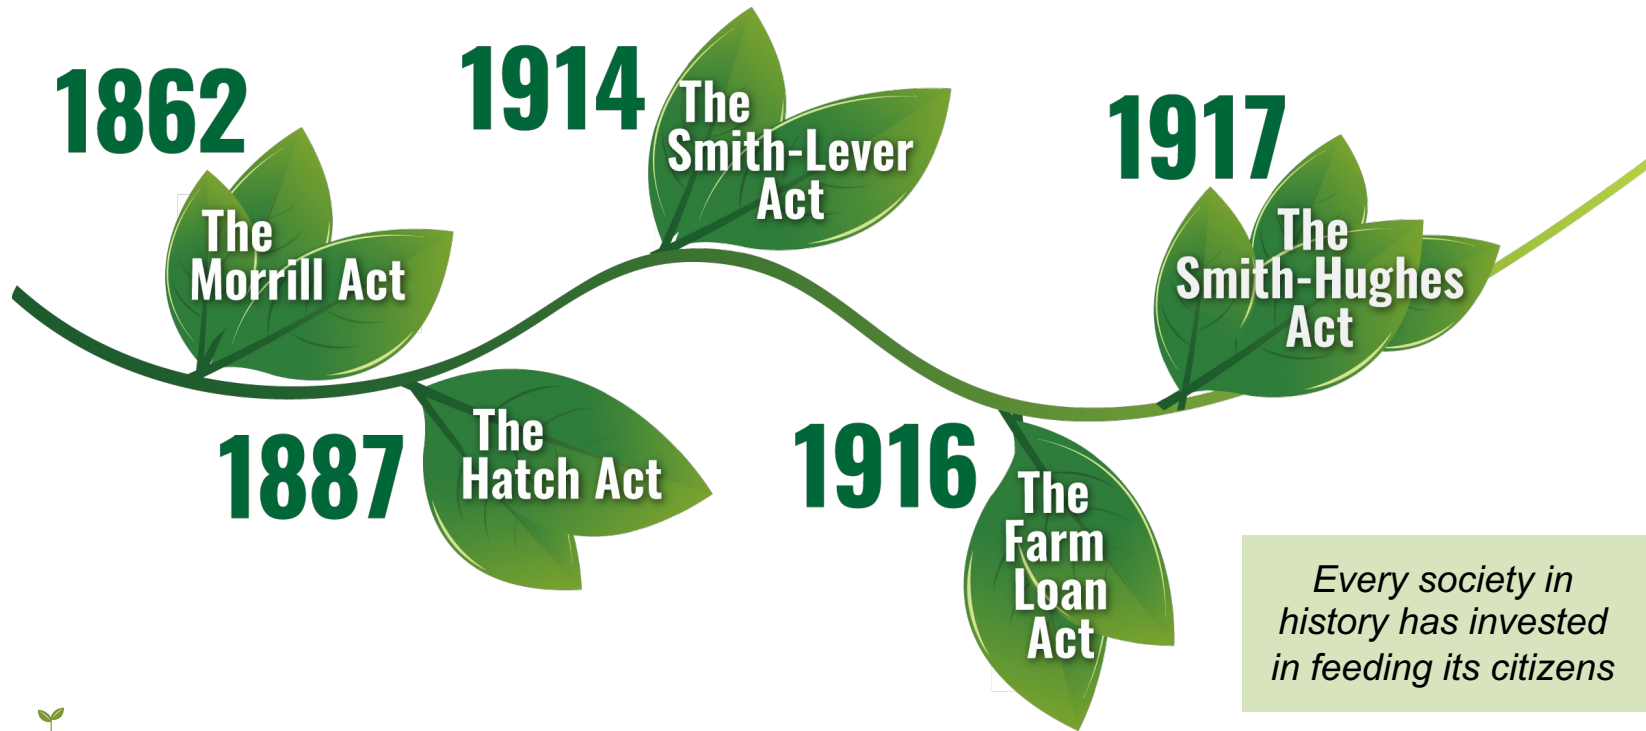 1862
The
Morrill Act
1887
The
Hatch Act
1914
The
Smith-Lever
Act
1916
The
Farm
Loan
Act
1917
The
Smith-Hughes
Act
Every society in
history has invested
in feeding its citizens